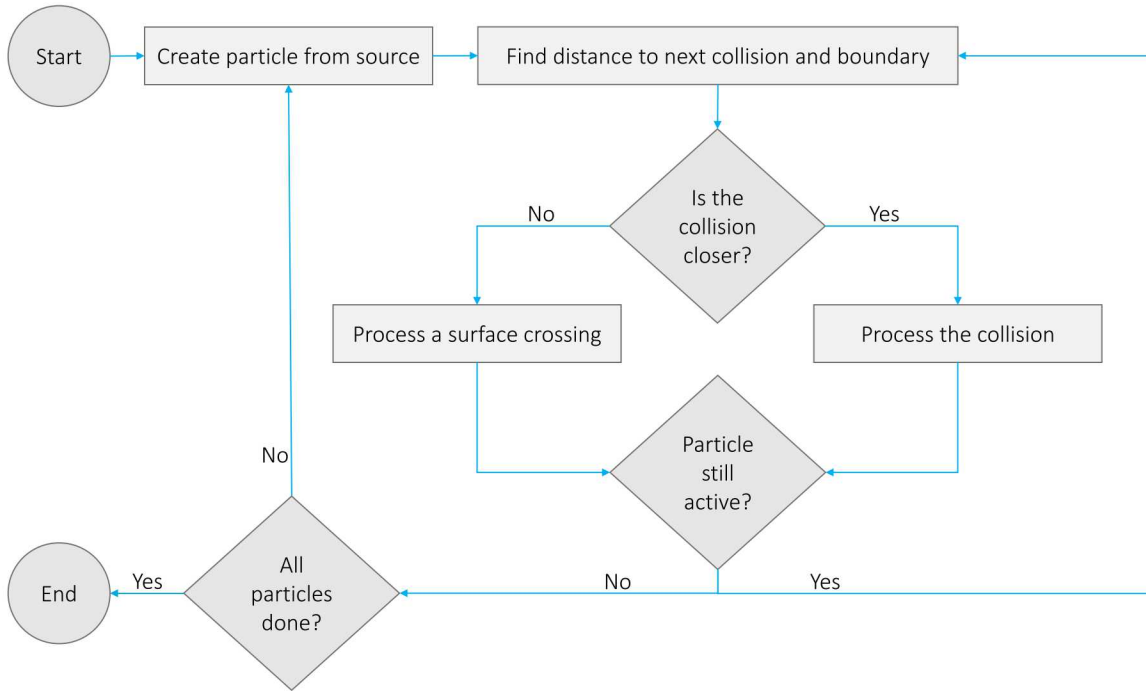 Start
Create particle from source
Find distance to next collision and boundary
Is the
collision
closer?
No
Yes
Process a surface crossing
Process the collision
Particle
still
active?
No
Yes
All
particles
done?
No
Yes
End